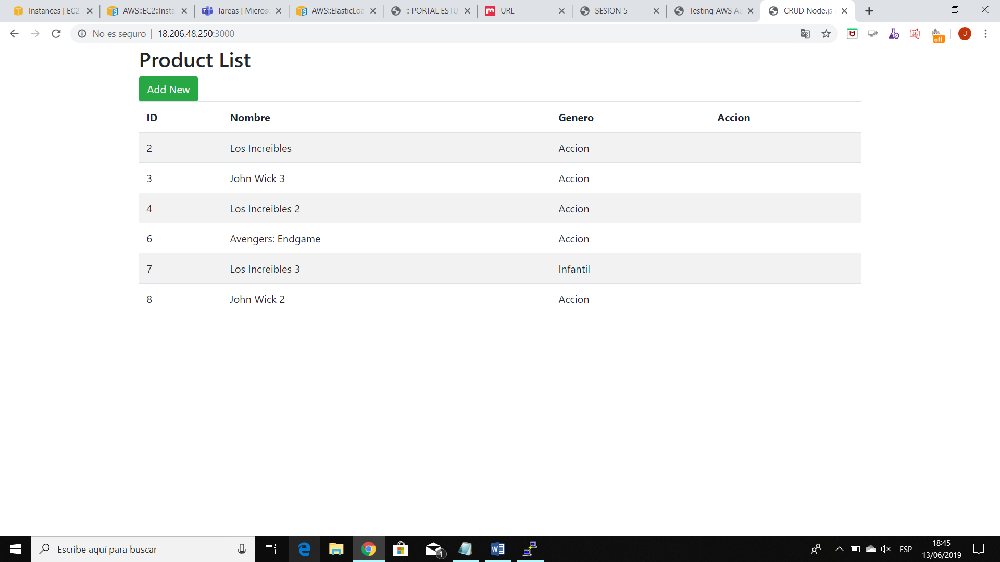 Instances | EC2
AWS::EC2::Insta
Tareas | Microso
AWS::ElasticLoa
:: PORTAL ESTU
URL
SESION 5
Testing AWS Au
CRUD Node.js
No es seguro | 18.206.48.250:3000
off
J
Product List
Add New
ID Nombre Genero Accion
2 Los Increibles Accion
3 John Wick 3 Accion
4 Los Increibles 2 Accion
6 Avengers: Endgame Accion
7 Los Increibles 3 Infantil
8 John Wick 2 Accion
Escribe aquí para buscar
1
ESP
18:45
13/06/2019